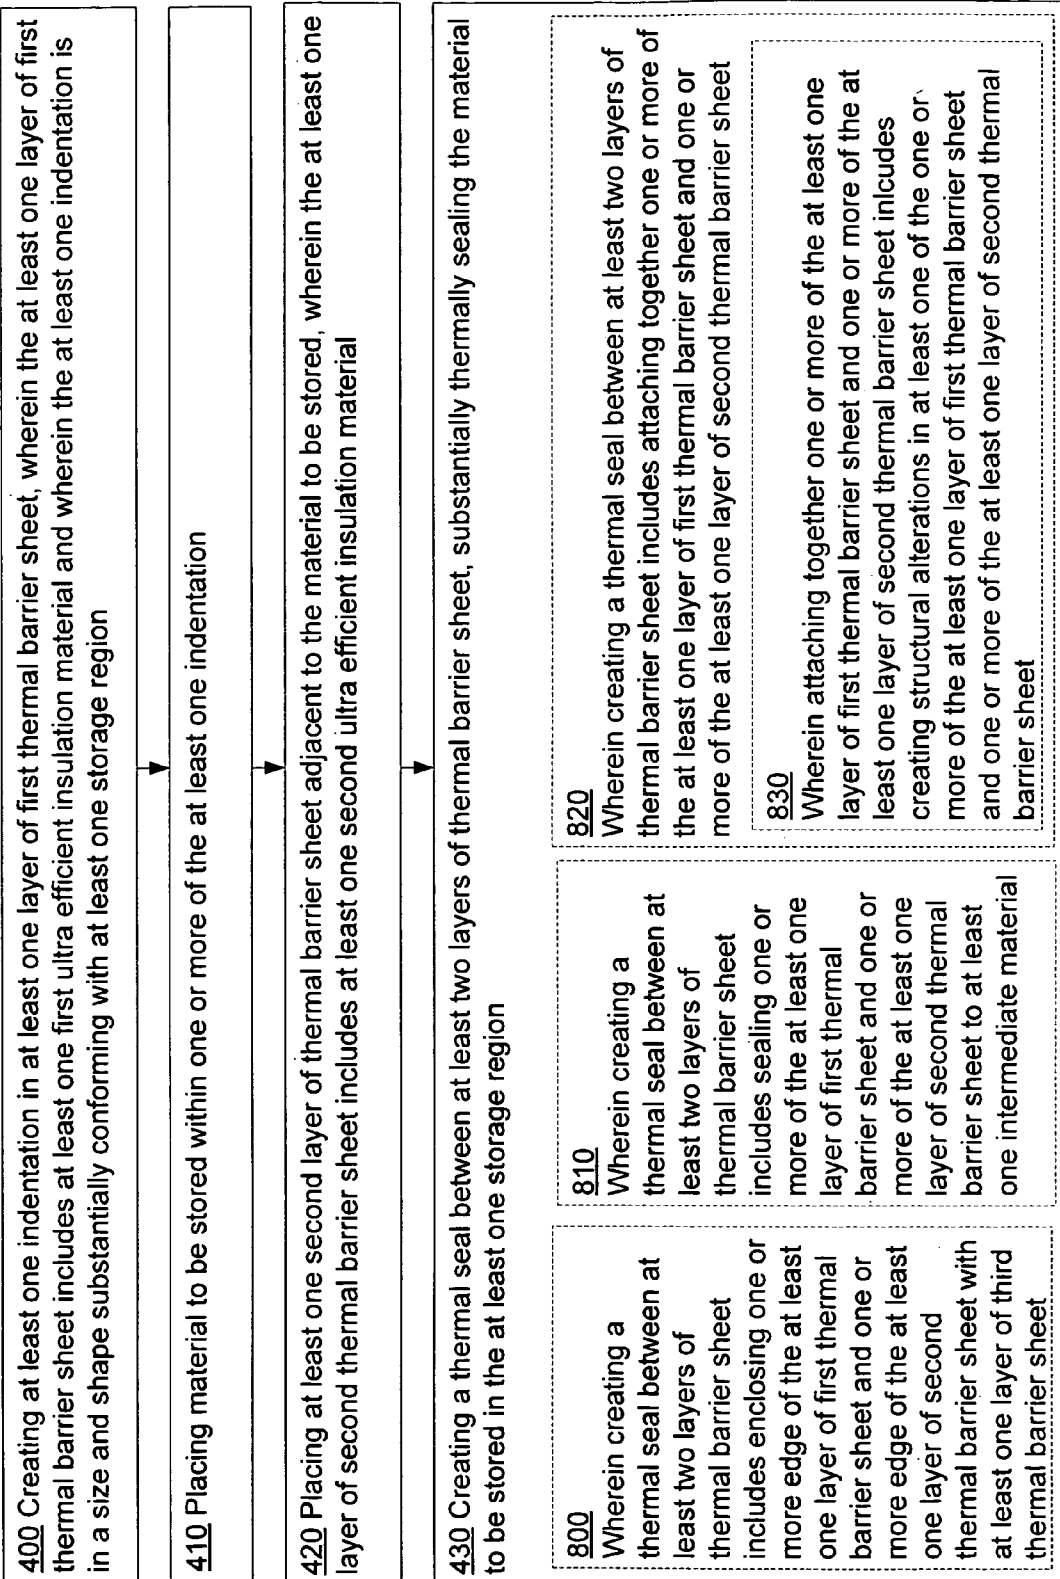 400 Creating at least one indentation in at least one layer of first thermal barrier sheet, wherein the at least one layer of first
thermal barrier sheet includes at least one first ultra efficient insulation material and wherein the at least one indentation is
in a size and shape substantially conforming with at least one storage region
410 Placing material to be stored within one or more of the at least one indentation
420 Placing at least one second layer of thermal barrier sheet adjacent to the material to be stored, wherein the at least one
layer of second thermal barrier sheet includes at least one second ultra efficient insulation material
430 Creating a thermal seal between at least two layers of thermal barrier sheet, substantially thermally sealing the material
to be stored in the at least one storage region
800
Wherein creating a
thermal seal between at
least two layers of
thermal barrier sheet
includes enclosing one or
more edge of the at least
one layer of first thermal
barrier sheet and one or
more edge of the at least
one layer of second
thermal barrier sheet with
at least one layer of third
thermal barrier sheet
810
Wherein creating a
thermal seal between at
least two layers of
thermal barrier sheet
includes sealing one or
more of the at least one
layer of first thermal
barrier sheet and one or
more of the at least one
layer of second thermal
barrier sheet to at least
one intermediate material
820
Wherein creating a thermal seal between at least two layers of
thermal barrier sheet includes attaching together one or more of
the at least one layer of first thermal barrier sheet and one or
more of the at least one layer of second thermal barrier sheet
830
Wherein attaching together one or more of the at least one
layer of first thermal barrier sheet and one or more of the at
least one layer of second thermal barrier sheet inlcudes
creating structural alterations in at least one of the one or
more of the at least one layer of first thermal barrier sheet
and one or more of the at least one layer of second thermal
barrier sheet